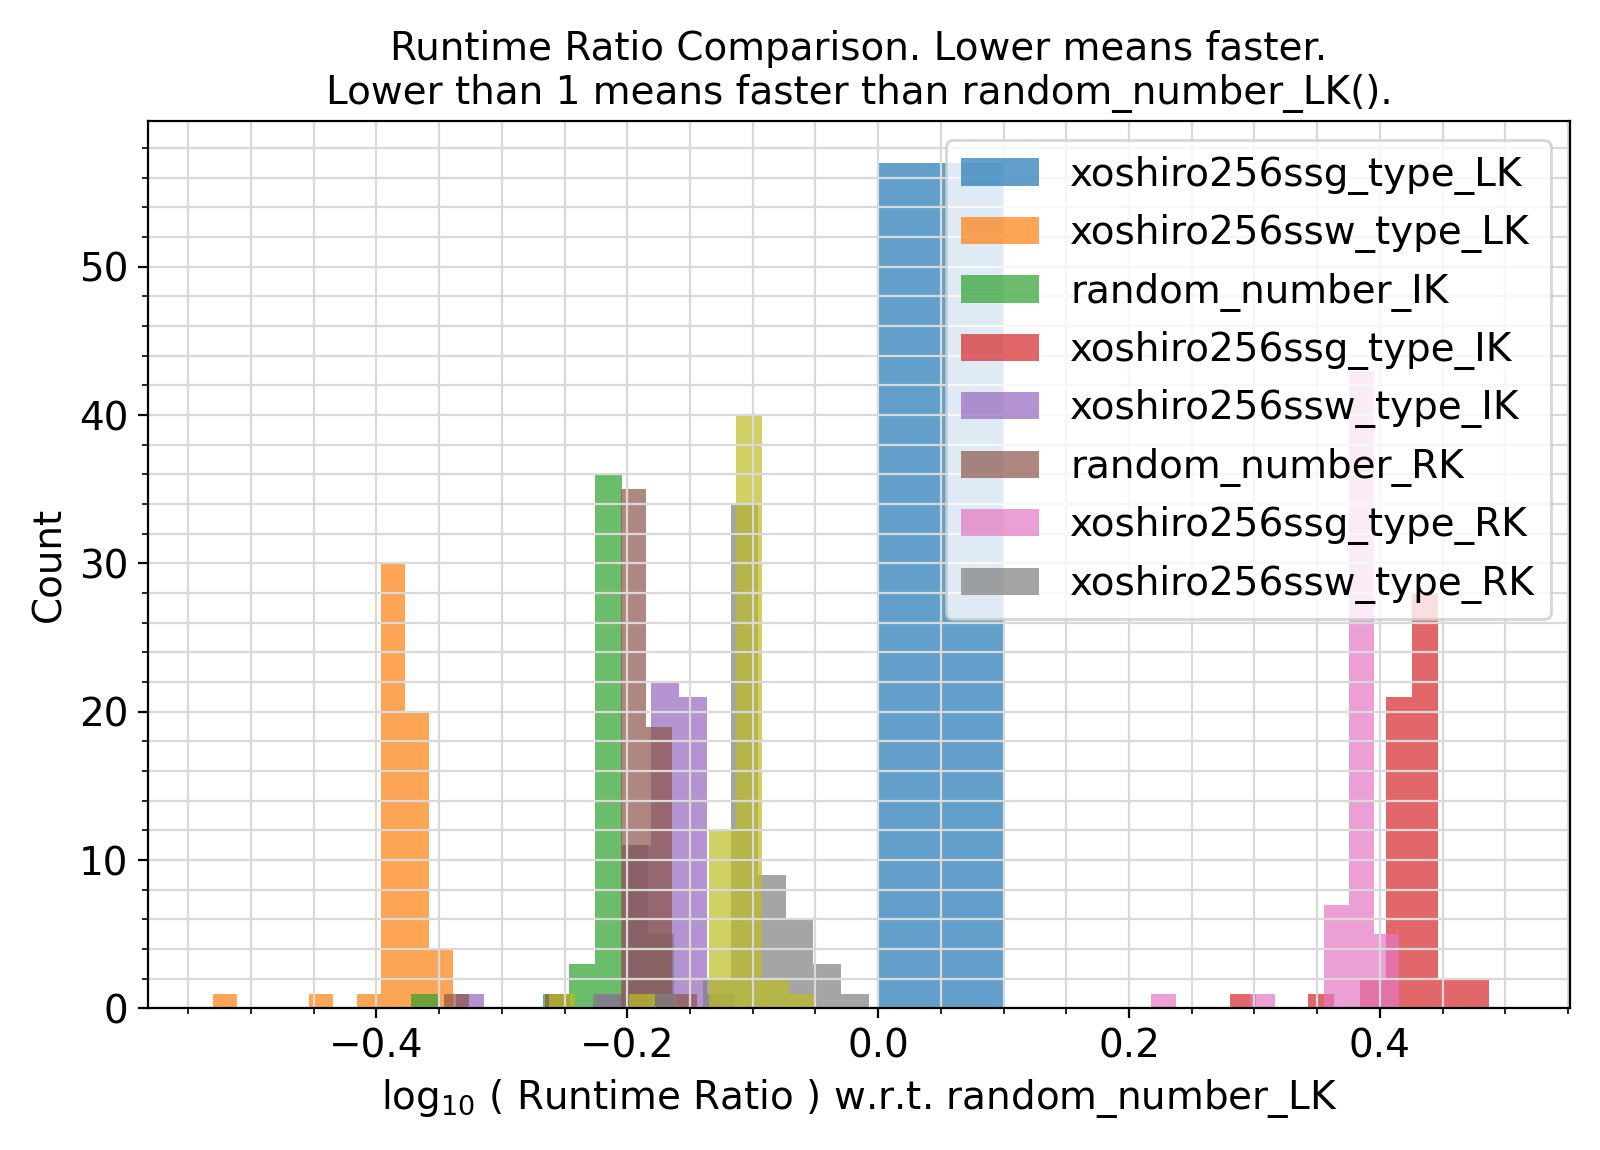 Runtime Ratio Comparison. Lower means faster.
Lower than 1 means faster than random_number_LK().
xoshiro256ssg_type_LK
xoshiro256ssw_type_LK
random_number_IK
xoshiro256ssg_type_IK
xoshiro256ssw_type_IK
random_number_RK
xoshiro256ssg_type_RK
xoshiro256ssw_type_RK
Count
50
40
30
20
10
0
−0.4 −0.2 0.0 0.2 0.4
log₁₀ ( Runtime Ratio ) w.r.t. random_number_LK